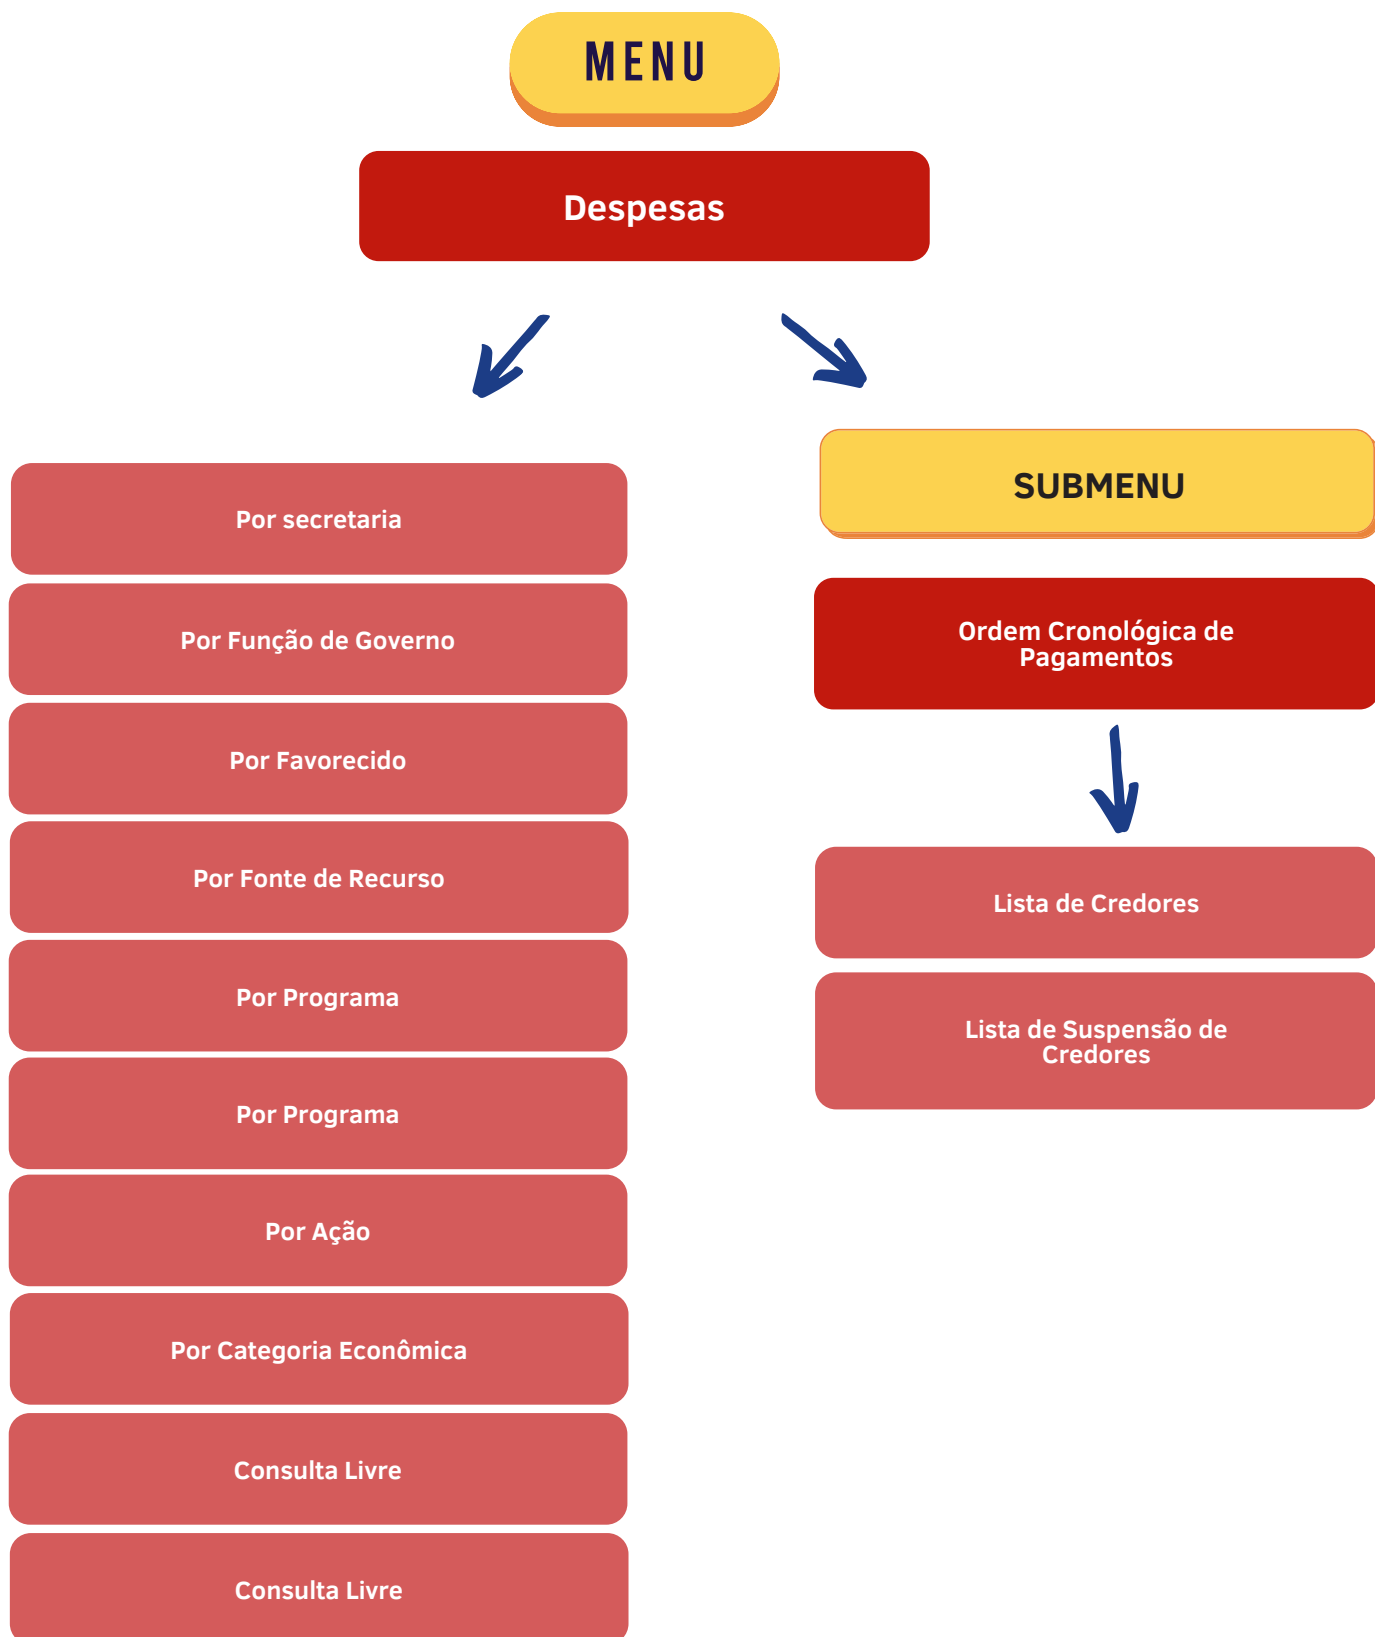 MENU
Despesas
Por secretaria
Por Função de Governo
Por Favorecido
Por Fonte de Recurso
Por Programa
Por Programa
Por Ação
Por Categoria Econômica
Consulta Livre
Consulta Livre
SUBMENU
Ordem Cronológica de
Pagamentos
Lista de Credores
Lista de Suspensão de
Credores